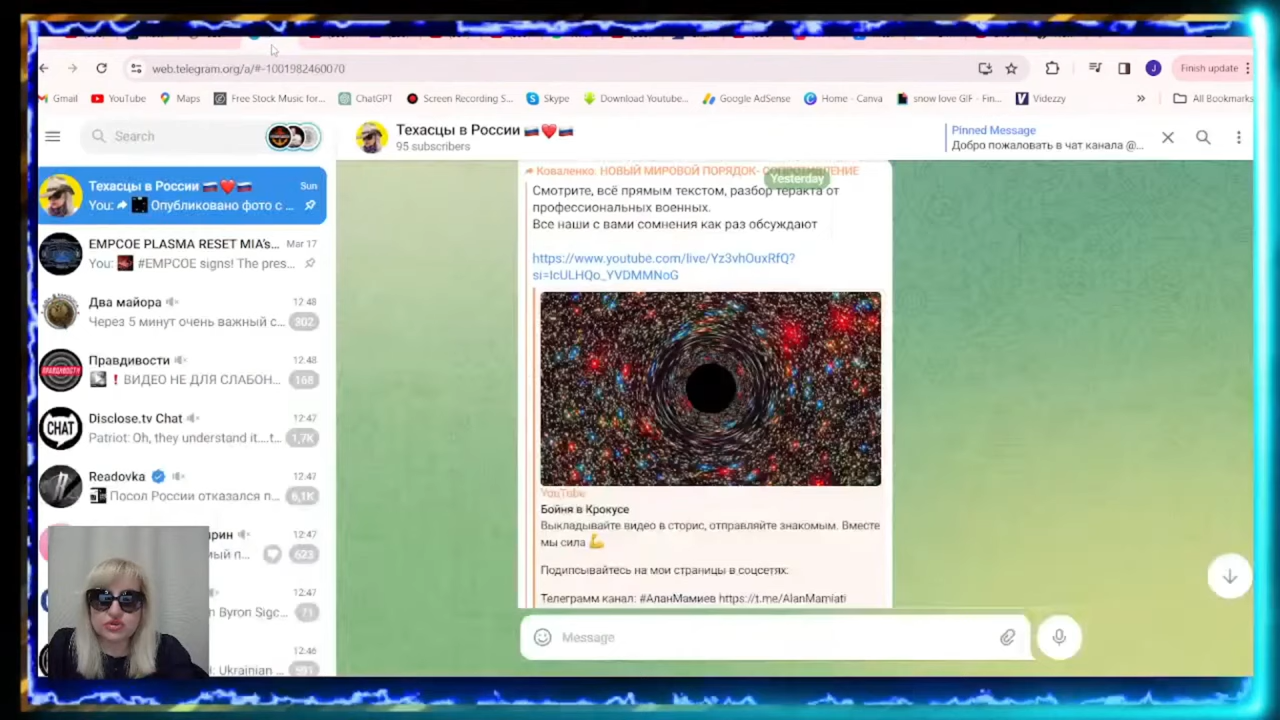 web.telegram.org/a/#-1001982460070
Finish update
Gmail
YouTube
Maps
Free Stock Music for...
ChatGPT
Screen Recording S...
Skype
Download Youtube...
Google AdSense
Home - Canva
snow love GIF - Fin...
Videzzy
»
All Bookmarks
Search
Техасцы в России 🇷🇺❤️🇷🇺
95 subscribers
Pinned Message
Добро пожаловать в чат канала @...
Техасцы в России 🇷🇺❤️🇷🇺
Sun
You: Опубликовано фото с ...
EMPCOE PLASMA RESET MIA's...
Mar 17
You: #EMPCOE signs! The pres...
Два майора
12:48
Через 5 минут очень важный с...
302
Правдивости
12:48
❗ ВИДЕО НЕ ДЛЯ СЛАБОН...
168
Disclose.tv Chat
12:47
Patriot: Oh, they understand it....t...
1,7K
Readovka
12:47
Посол России отказался п...
6,1K
рин
12:47
мый п...
623
12:47
n Byron Sigc...
71
12:46
Ukrainian
CHAT
ПРАВДИВОСТИ
J
Коваленко: НОВЫЙ МИРОВОЙ ПОРЯДОК- СОПРОТИВЛЕНИЕ
Yesterday
Смотрите, всё прямым текстом, разбор теракта от
профессиональных военных.
Все наши с вами сомнения как раз обсуждают
https://www.youtube.com/live/Yz3vhOuxRfQ?
si=IcULHQo_YVDMMNoG
YouTube
Бойня в Крокусе
Выкладывайте видео в сторис, отправляйте знакомым. Вместе
мы сила 💪
Подипсывайтесь на мои страницы в соцсетях:
Телеграмм канал: #АланМамиев https://t.me/AlanMamiati
Message